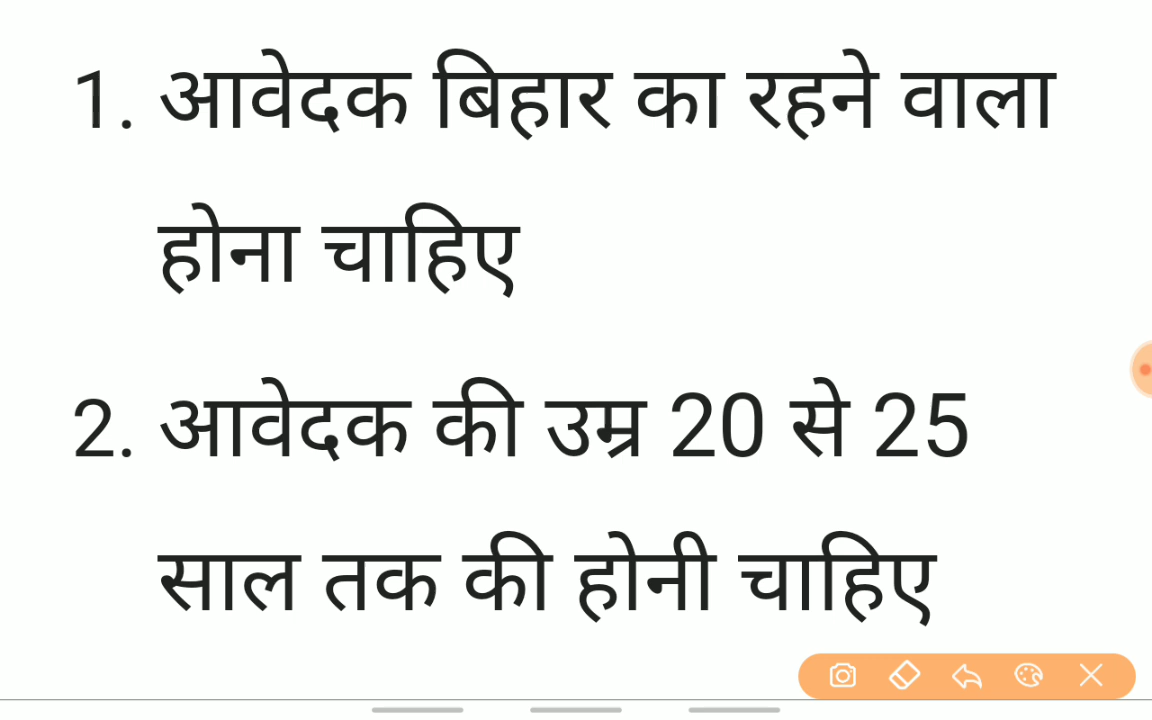 1. आवेदक बिहार का रहने वाला
होना चाहिए
2. आवेदक की उम्र 20 से 25
साल तक की होनी चाहिए